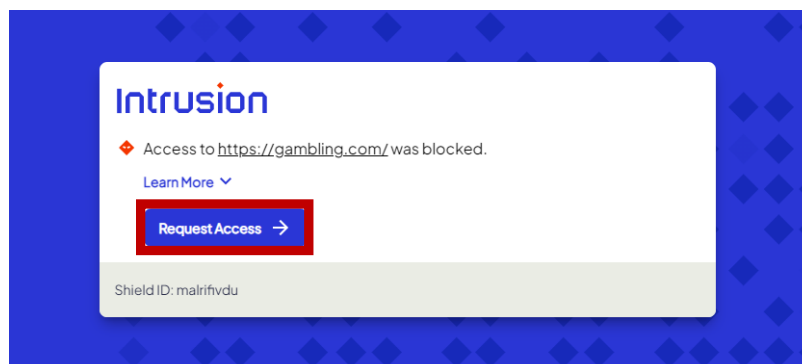 Intrusion
Access to https://gambling.com/ was blocked.
Learn More
Request Access →
Shield ID: malrifivdu